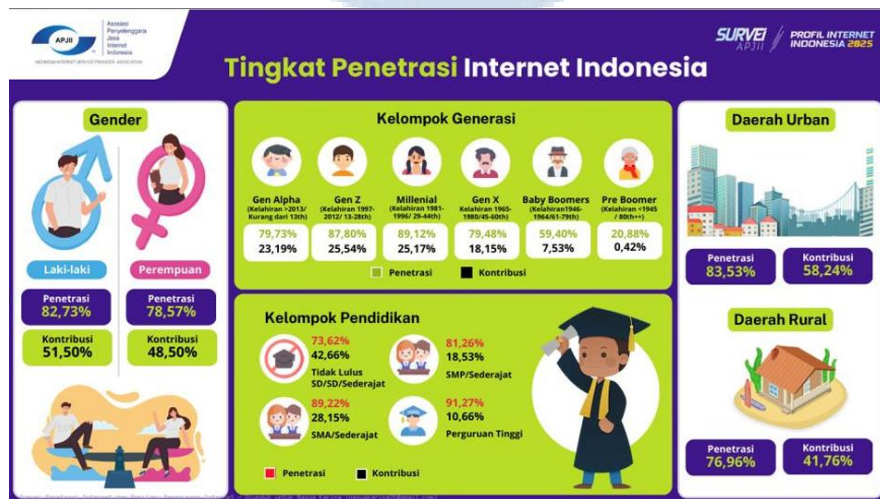 APJII
Asosiasi
Penyelenggara
Jasa
Internet
Indonesia
INDONESIA INTERNET SERVICE PROVIDER ASSOCIATION
SURVEI
APJII
PROFIL INTERNET
INDONESIA 2025
Tingkat Penetrasi Internet Indonesia
Gender
Laki-laki
Perempuan
Penetrasi
82,73%
Penetrasi
78,57%
Kontribusi
51,50%
Kontribusi
48,50%
Kelompok Generasi
Gen Alpha
(Kelahiran >2013/
Kurang dari 13th)
79,73%
23,19%
Gen Z
(Kelahiran 1997-
2012/ 13-28th)
87,80%
25,54%
Millenial
(Kelahiran 1981-
1996/ 29-44th)
89,12%
25,17%
Gen X
(Kelahiran 1965-
1980/45-60th)
79,48%
18,15%
Baby Boomers
(Kelahiran1946-
1964/61-79th)
59,40%
7,53%
Pre Boomer
(Kelahiran <1945
/ 80th++)
20,88%
0,42%
Penetrasi
Kontribusi
Kelompok Pendidikan
73,62%
42,66%
Tidak Lulus
SD/SD/Sederajat
81,26%
18,53%
SMP/Sederajat
89,22%
28,15%
SMA/Sederajat
91,27%
10,66%
Perguruan Tinggi
Penetrasi
Kontribusi
Daerah Urban
Penetrasi
83,53%
Kontribusi
58,24%
Daerah Rural
Penetrasi
76,96%
Kontribusi
41,76%